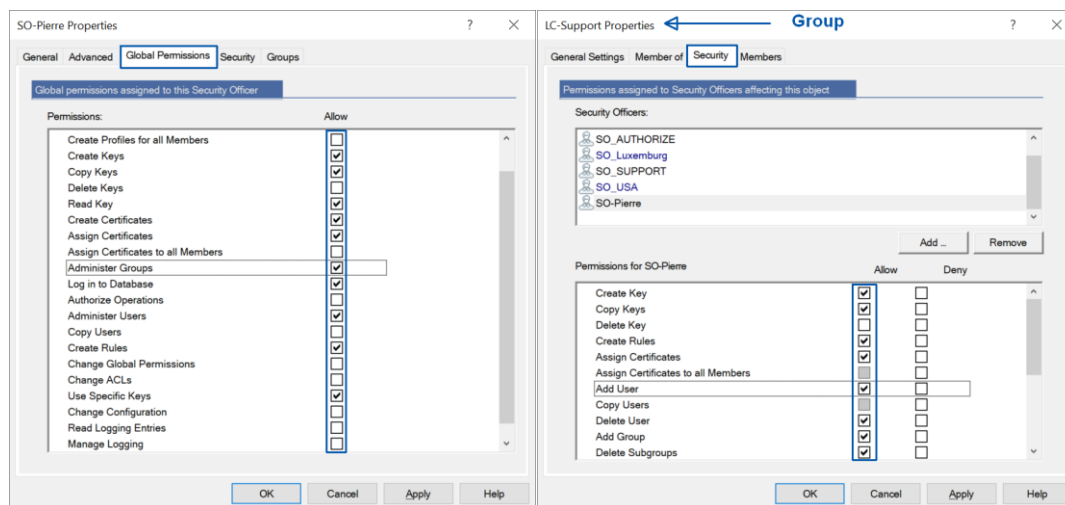 SO-Pierre Properties
General Advanced Global Permissions Security Groups
Global permissions assigned to this Security Officer
Permissions: Allow
Create Profiles for all Members
Create Keys
Copy Keys
Delete Keys
Read Key
Create Certificates
Assign Certificates
Assign Certificates to all Members
Administer Groups
Log in to Database
Authorize Operations
Administer Users
Copy Users
Create Rules
Change Global Permissions
Change ACLs
Use Specific Keys
Change Configuration
Read Logging Entries
Manage Logging
OK Cancel Apply Help
LC-Support Properties Group
General Settings Member of Security Members
Permissions assigned to Security Officers affecting this object
Security Officers:
SO_AUTHORIZE
SO_Luxemburg
SO_SUPPORT
SO_USA
SO-Pierre
Add ... Remove
Permissions for SO-Pierre Allow Deny
Create Key
Copy Keys
Delete Key
Create Rules
Assign Certificates
Assign Certificates to all Members
Add User
Copy Users
Delete User
Add Group
Delete Subgroups
OK Cancel Apply Help